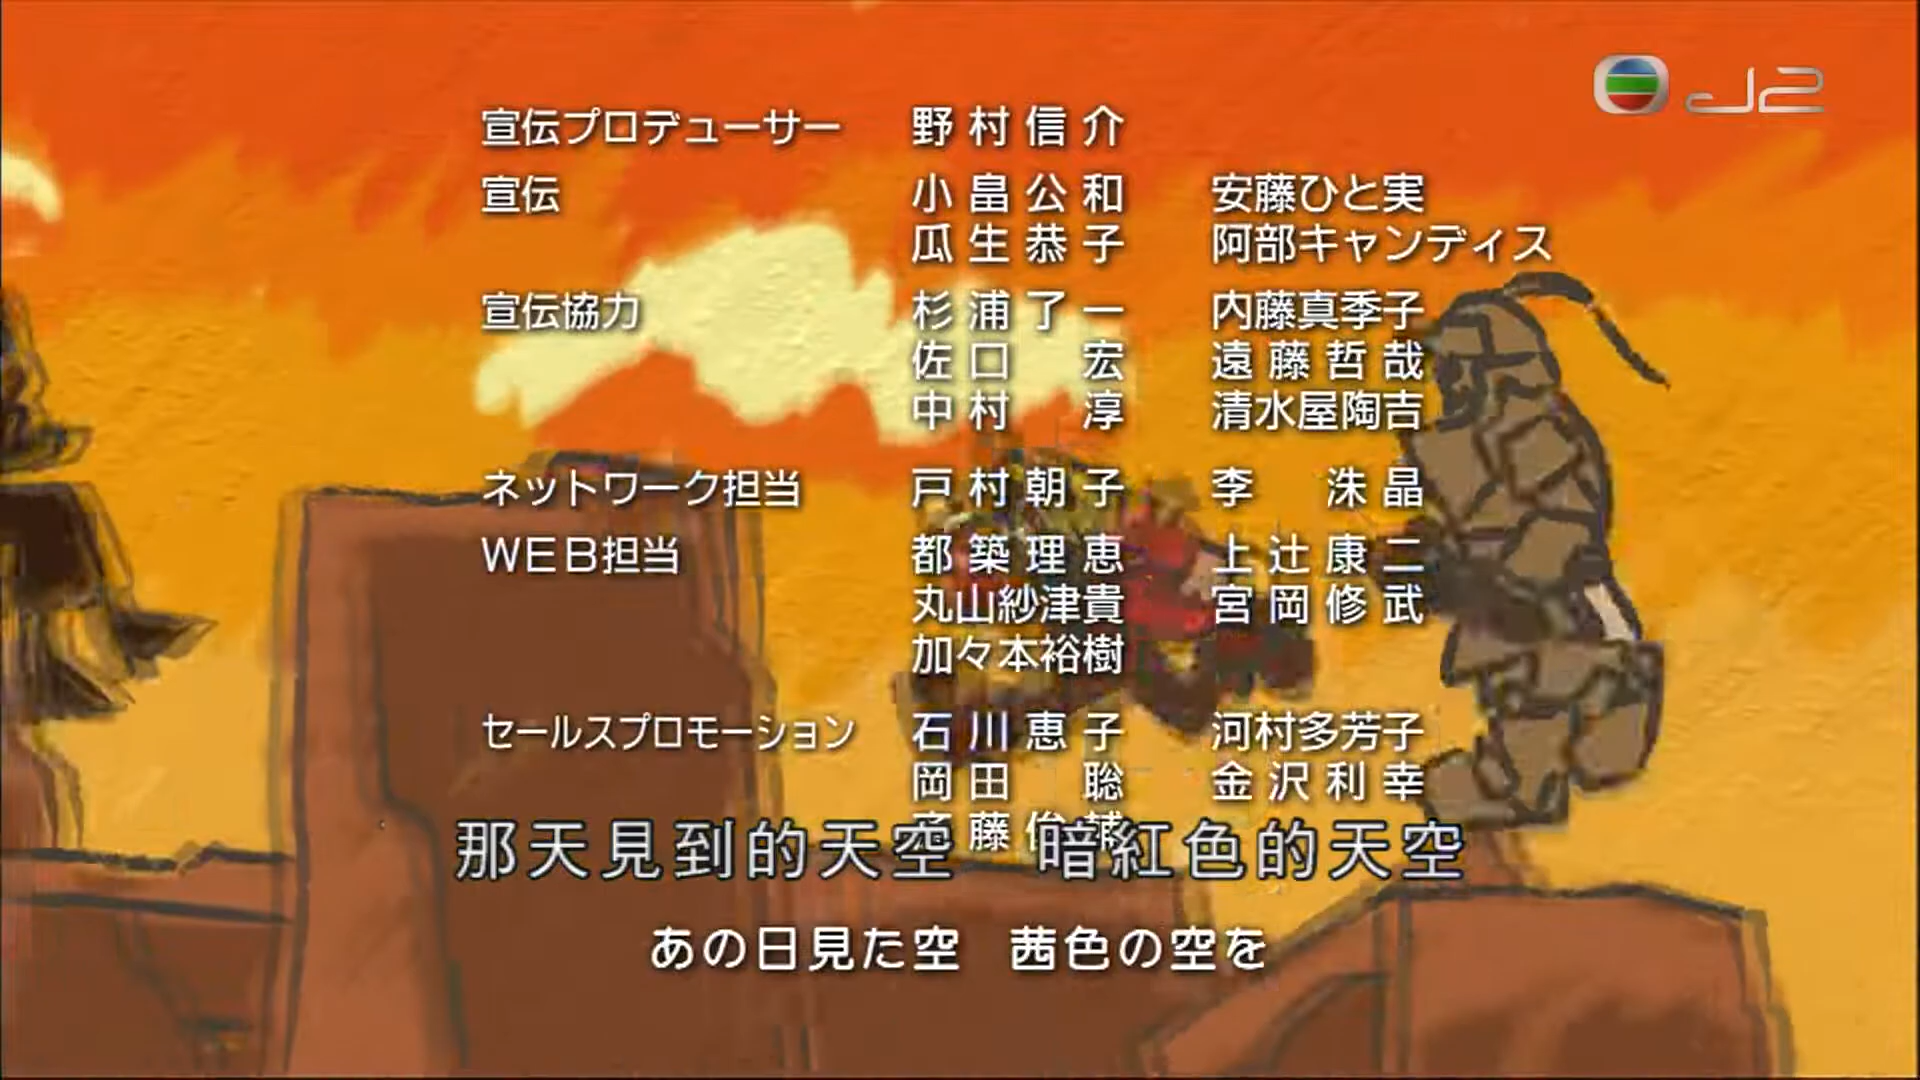 J2
宣伝プロデューサー 野村信介
宣伝 小畠公和 安藤ひと実
瓜生恭子 阿部キャンディス
宣伝協力 杉浦了一 内藤真季子
佐口宏 遠藤哲哉
中村淳 清水屋陶吉
ネットワーク担当 戸村朝子 李洙晶
WEB担当 都築理恵 上辻康二
丸山紗津貴 宮岡修武
加々本裕樹
セールスプロモーション 石川恵子 河村多芳子
岡田聡 金沢利幸
藤俊輔
那天見到的天空 暗紅色的天空
あの日見た空 茜色の空を